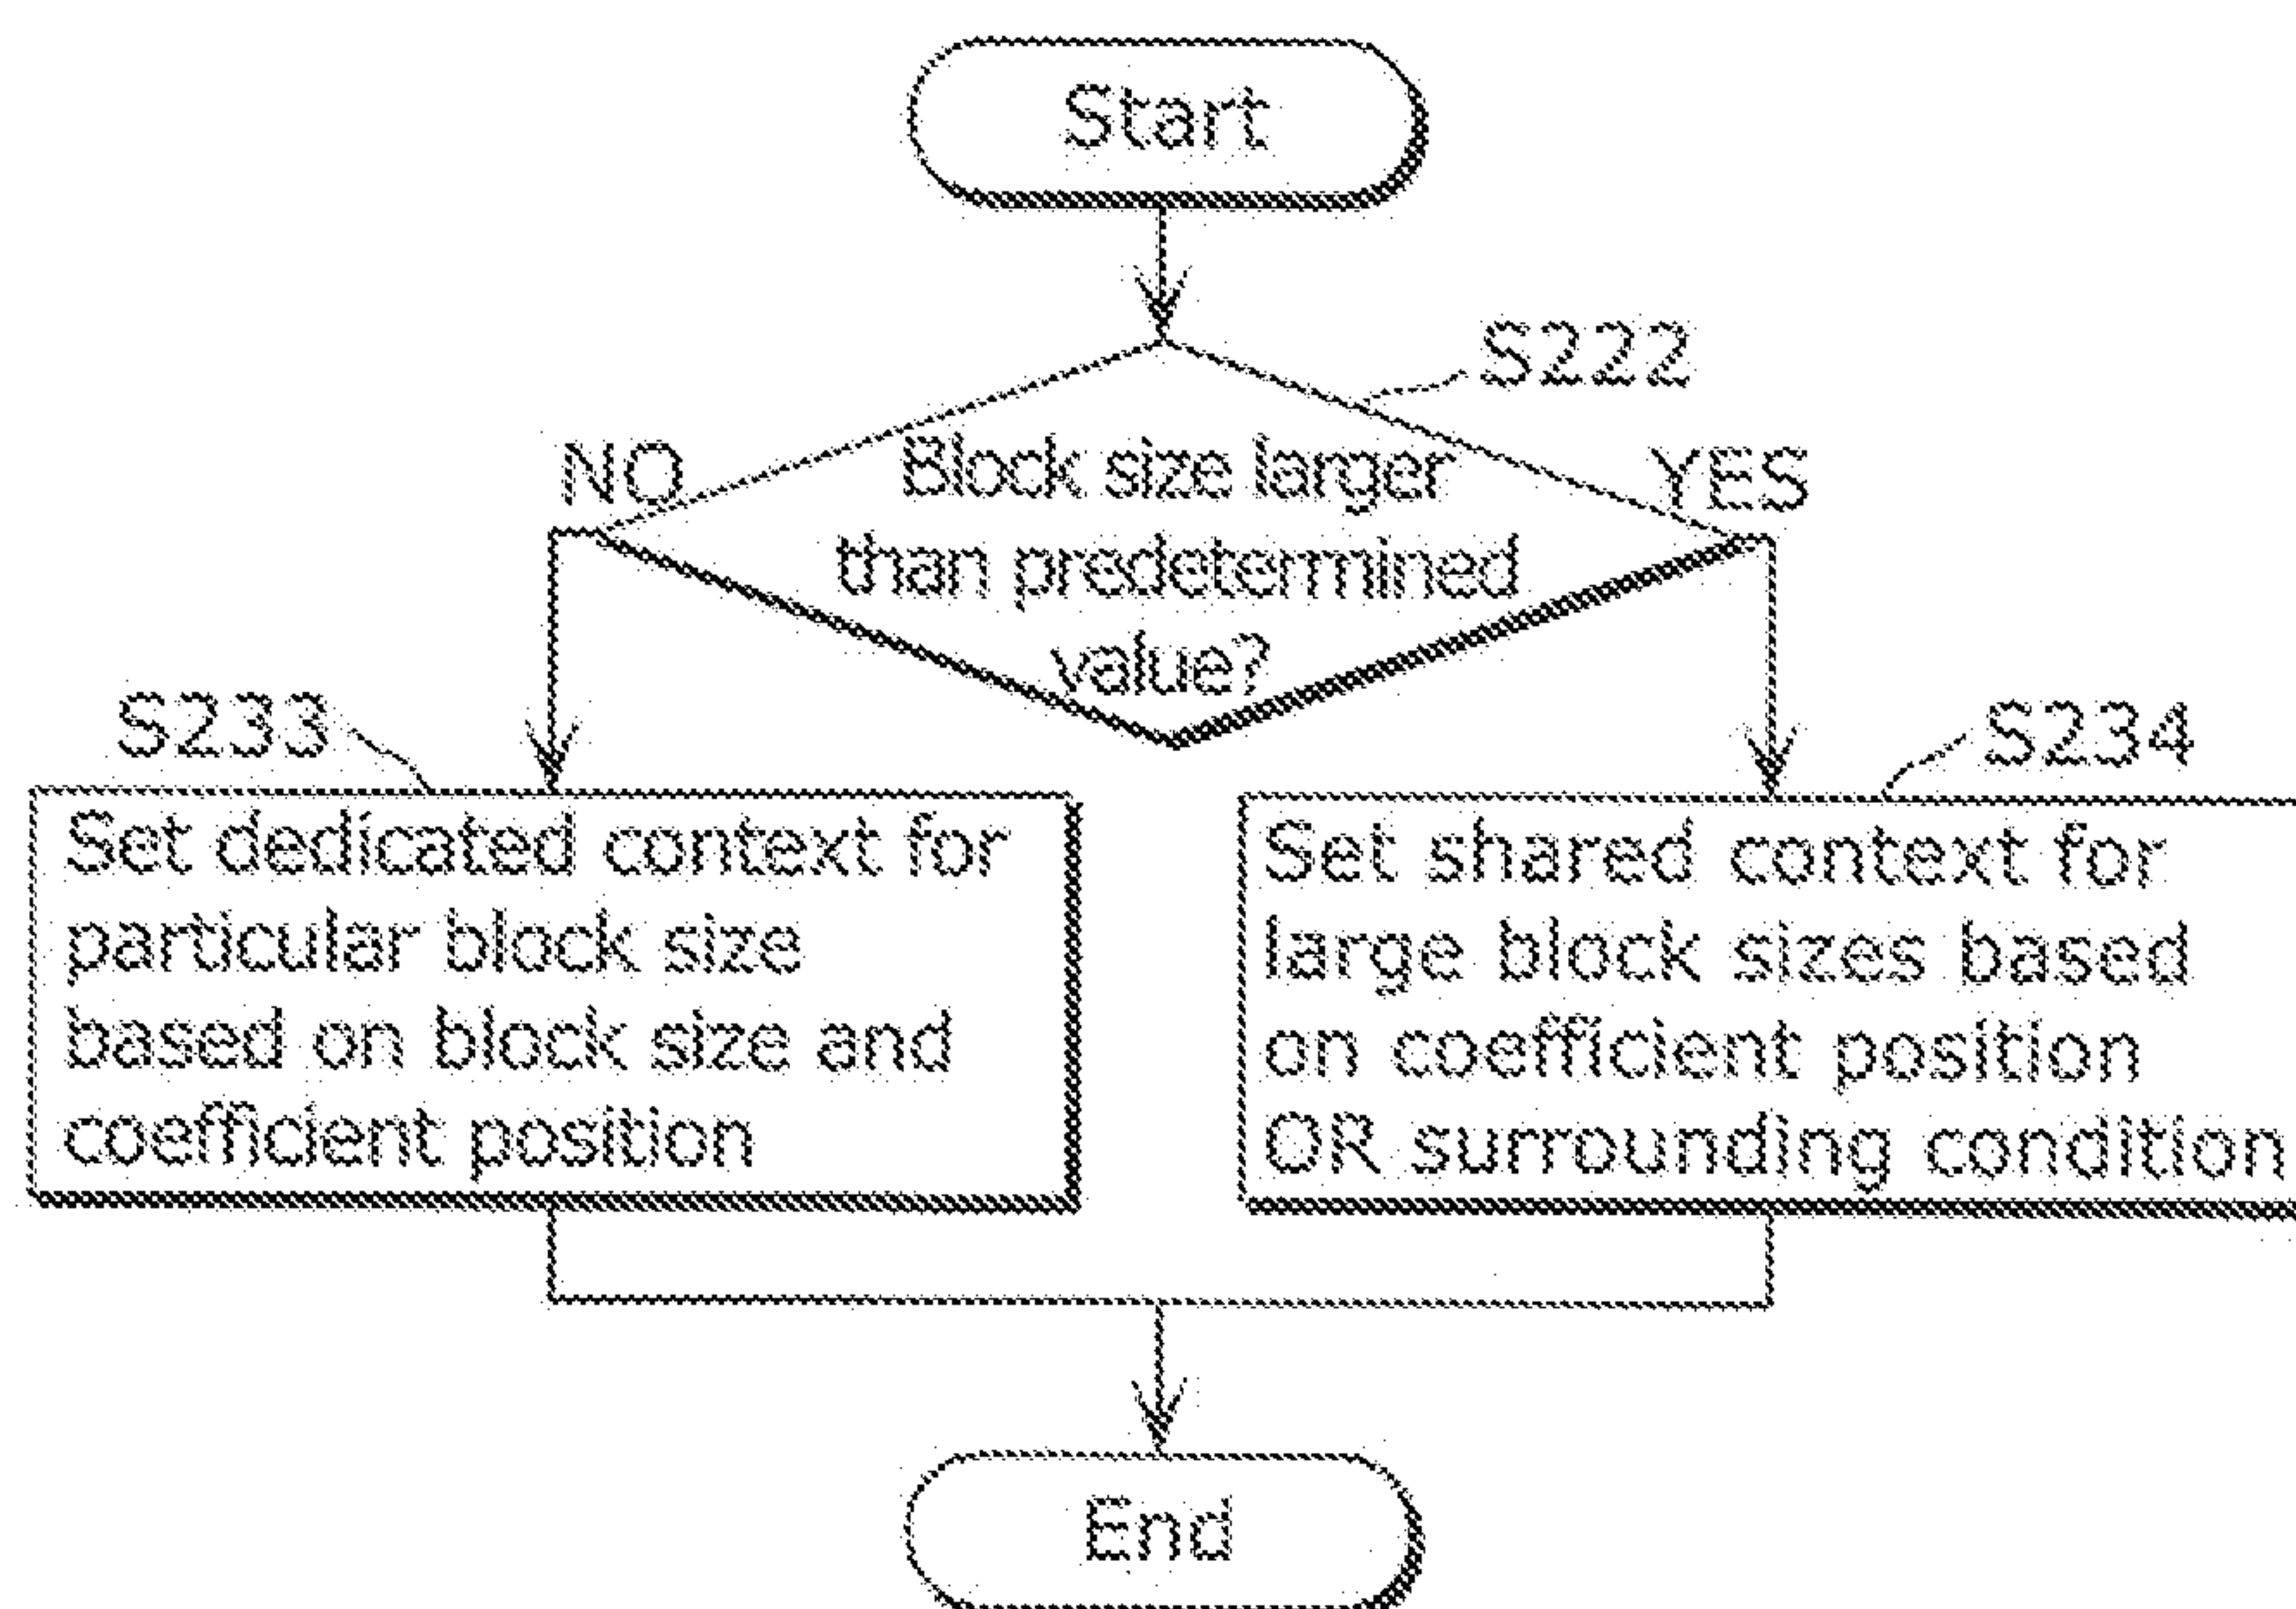 Start
S222
NO
YES
Block size larger
than predetermined
value?
S233
Set dedicated context for
particular block size
based on block size and
coefficient position
S234
Set shared context for
large block sizes based
on coefficient position
OR surrounding condition
End